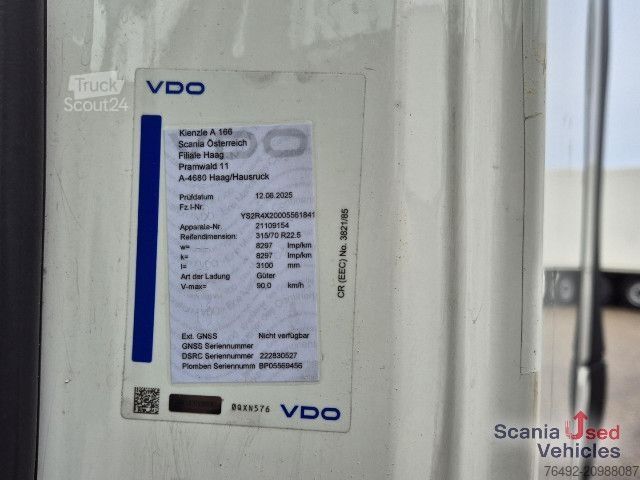 Truck
Scout24
VDO
Kienzle A 166
Scania Österreich
Filiale Haag
Pramwald 11
A-4680 Haag/Hausruck
Prüfdatum 12.06.2025
Fz.I-Nr.
YS2R4X20005561841
Apparate-Nr. 21109154
Reifendimension: 315/70 R22.5
w= 8297 Imp/km
k= 8297 Imp/km
l= 3100 mm
Art der Ladung Güter
V-max= 90,0 km/h
Ext. GNSS Nicht verfügbar
GNSS Seriennummer
DSRC Seriennummer 222830527
Plomben Seriennumm BP05569456
CR (EEC) No. 3821/85
0QXN576 VDO
Scania Used
Vehicles
76492-20988087